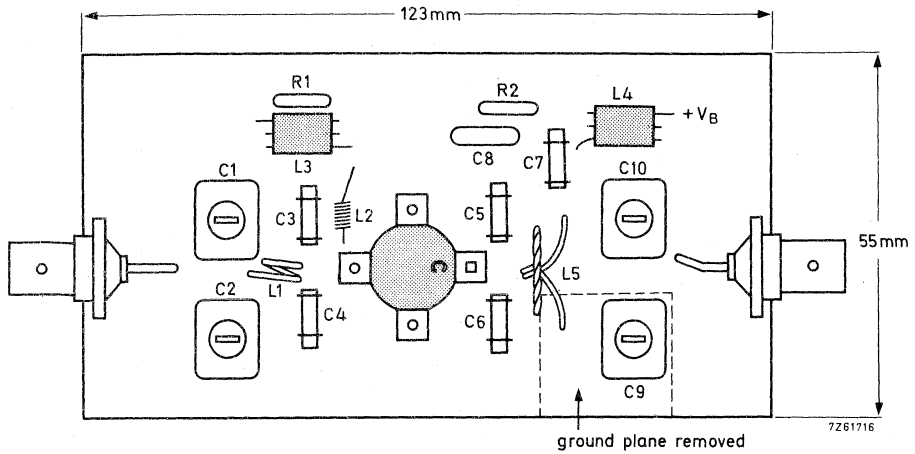 123mm
R1
R2
L4
+VB
L3
C8
C7
C1
C10
C3
L2
C5
55mm
C
L1
L5
C2
C4
C6
C9
7Z61716
ground plane removed